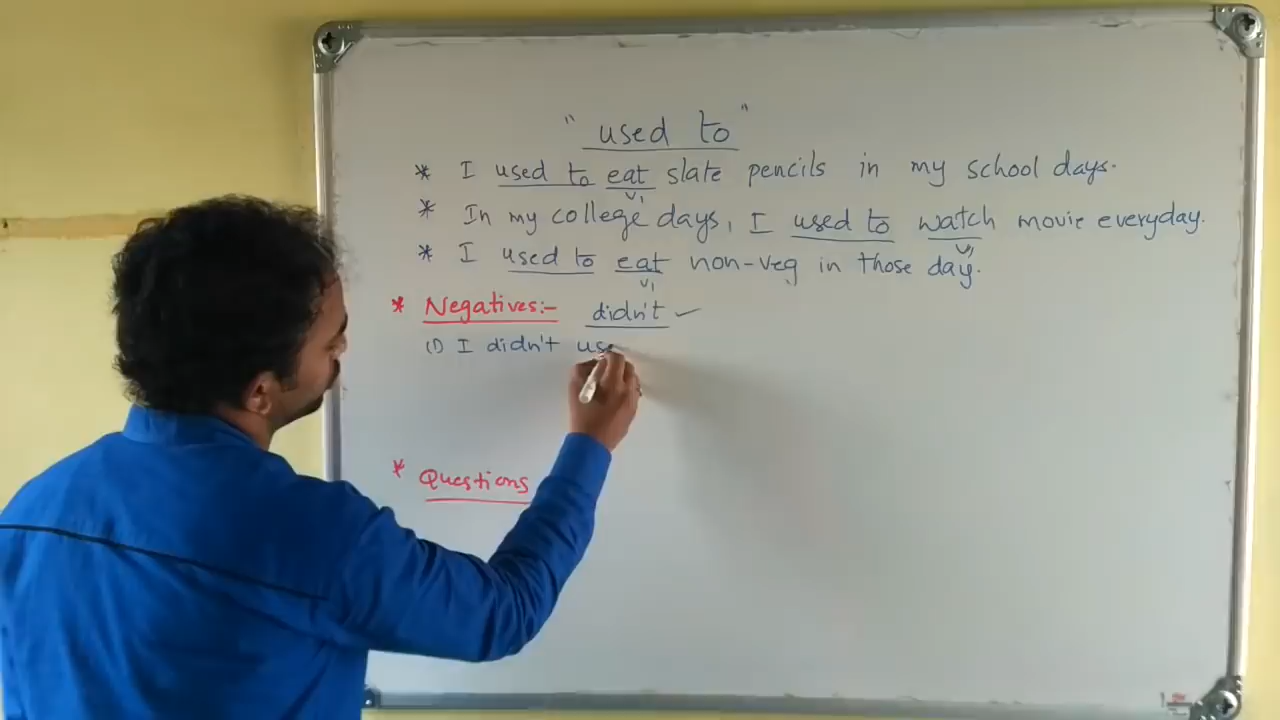 " used to "
* I used to eat slate pencils in my school days.
V1
* In my college days, I used to watch movie everyday.
V1
* I used to eat non-veg in those day.
V1
* Negatives:- didn't ✓
(1) I didn't use
* Questions